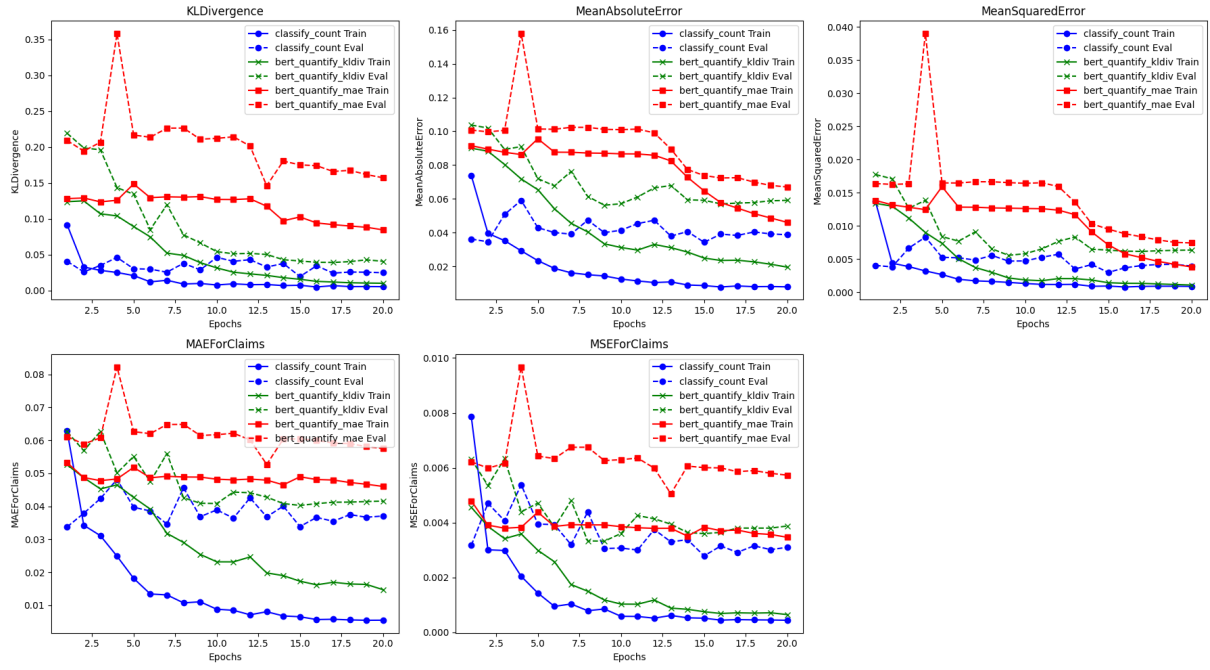 KLDivergence
KLDivergence
0.35
0.30
0.25
0.20
0.15
0.10
0.05
0.00
2.5 5.0 7.5 10.0 12.5 15.0 17.5 20.0
Epochs
classify_count Train
classify_count Eval
bert_quantify_kldiv Train
bert_quantify_kldiv Eval
bert_quantify_mae Train
bert_quantify_mae Eval
MeanAbsoluteError
MeanAbsoluteError
0.16
0.14
0.12
0.10
0.08
0.06
0.04
0.02
2.5 5.0 7.5 10.0 12.5 15.0 17.5 20.0
Epochs
classify_count Train
classify_count Eval
bert_quantify_kldiv Train
bert_quantify_kldiv Eval
bert_quantify_mae Train
bert_quantify_mae Eval
MeanSquaredError
MeanSquaredError
0.040
0.035
0.030
0.025
0.020
0.015
0.010
0.005
0.000
2.5 5.0 7.5 10.0 12.5 15.0 17.5 20.0
Epochs
classify_count Train
classify_count Eval
bert_quantify_kldiv Train
bert_quantify_kldiv Eval
bert_quantify_mae Train
bert_quantify_mae Eval
MAEForClaims
MAEForClaims
0.08
0.07
0.06
0.05
0.04
0.03
0.02
0.01
2.5 5.0 7.5 10.0 12.5 15.0 17.5 20.0
Epochs
classify_count Train
classify_count Eval
bert_quantify_kldiv Train
bert_quantify_kldiv Eval
bert_quantify_mae Train
bert_quantify_mae Eval
MSEForClaims
MSEForClaims
0.010
0.008
0.006
0.004
0.002
0.000
2.5 5.0 7.5 10.0 12.5 15.0 17.5 20.0
Epochs
classify_count Train
classify_count Eval
bert_quantify_kldiv Train
bert_quantify_kldiv Eval
bert_quantify_mae Train
bert_quantify_mae Eval